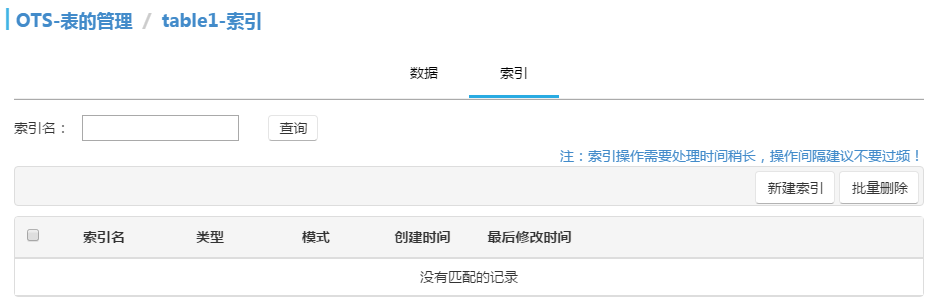 OTS-表的管理 / table1-索引
数据 索引
索引名： 查询
注：索引操作需要处理时间稍长，操作间隔建议不要过频！
新建索引 批量删除
索引名 类型 模式 创建时间 最后修改时间
没有匹配的记录